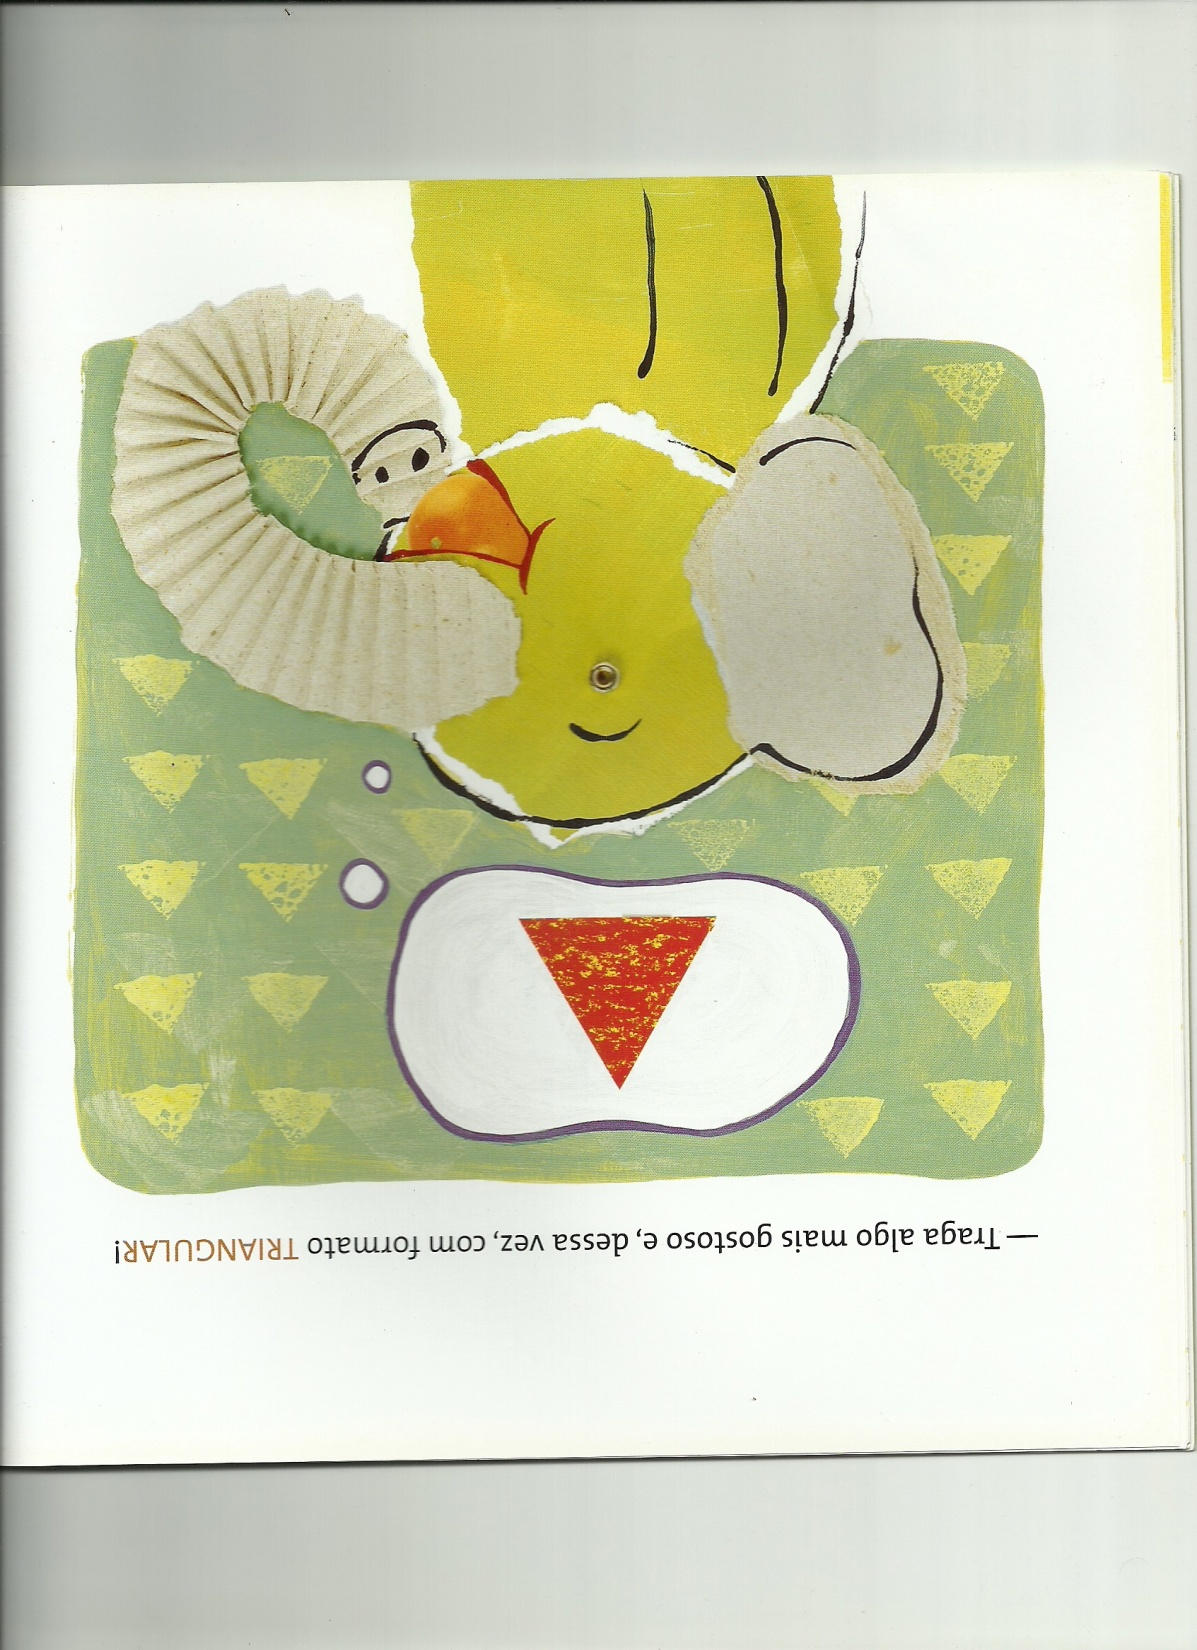 — Traga algo mais gostoso e, dessa vez, com formato TRIANGULAR!